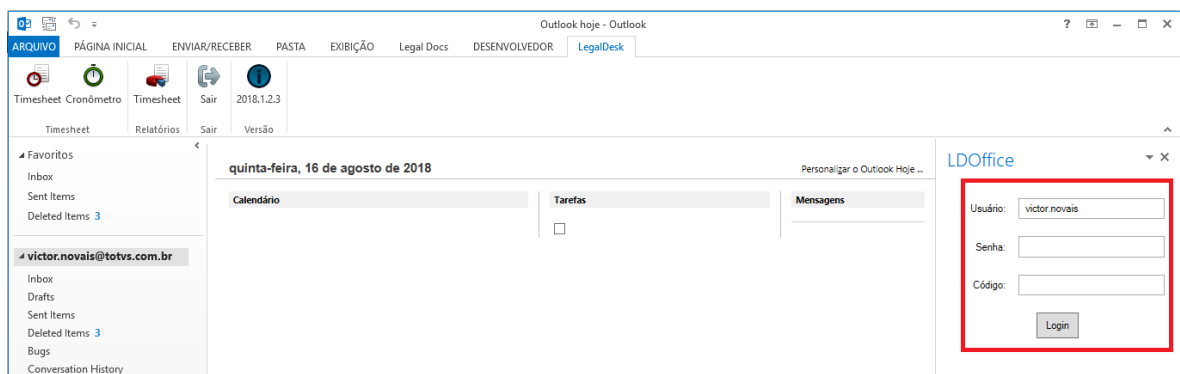 Outlook hoje - Outlook
ARQUIVO PÁGINA INICIAL ENVIAR/RECEBER PASTA EXIBIÇÃO Legal Docs DESENVOLVEDOR LegalDesk
Timesheet Cronômetro Timesheet Sair 2018.1.2.3
Timesheet Relatórios Sair Versão
Favoritos
Inbox
Sent Items
Deleted Items 3
victor.novais@totvs.com.br
Inbox
Drafts
Sent Items
Deleted Items 3
Bugs
Conversation History
quinta-feira, 16 de agosto de 2018 Personalizar o Outlook Hoje ...
Calendário Tarefas Mensagens
LDOffice
Usuário: victor.novais
Senha:
Código:
Login